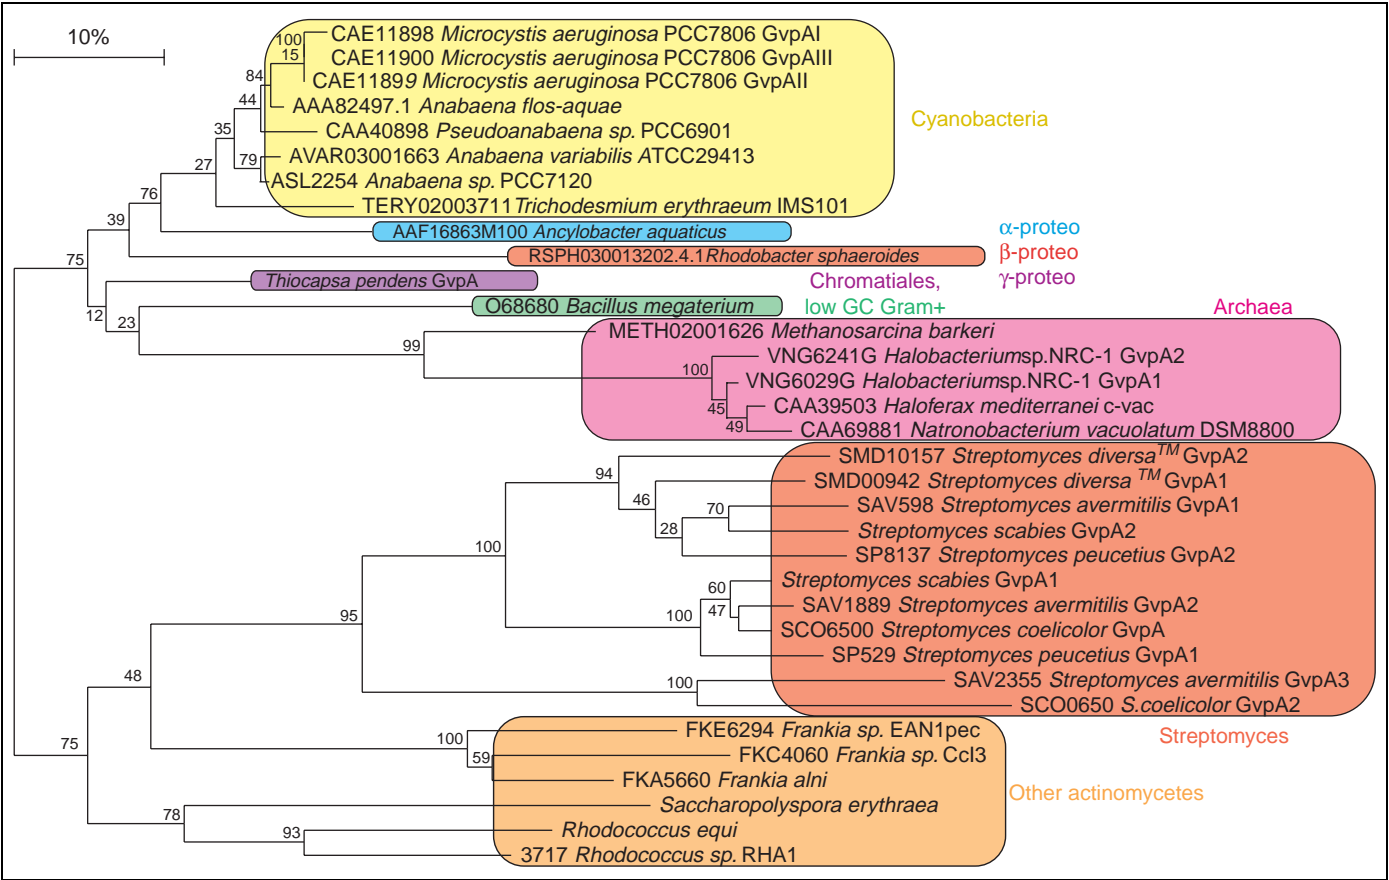 10%
100
CAE11898 Microcystis aeruginosa PCC7806 GvpAI
15
CAE11900 Microcystis aeruginosa PCC7806 GvpAIII
84
CAE11899 Microcystis aeruginosa PCC7806 GvpAII
44
AAA82497.1 Anabaena flos-aquae
Cyanobacteria
35
CAA40898 Pseudoanabaena sp. PCC6901
27
79
AVAR03001663 Anabaena variabilis ATCC29413
76
ASL2254 Anabaena sp. PCC7120
TERY02003711 Trichodesmium erythraeum IMS101
39
AAF16863M100 Ancylobacter aquaticus
α-proteo
75
RSPH030013202.4.1 Rhodobacter sphaeroides
β-proteo
Thiocapsa pendens GvpA
Chromatiales,
γ-proteo
12
23
O68680 Bacillus megaterium
low GC Gram+
Archaea
99
METH02001626 Methanosarcina barkeri
100
VNG6241G Halobacteriumsp.NRC-1 GvpA2
VNG6029G Halobacteriumsp.NRC-1 GvpA1
45
CAA39503 Haloferax mediterranei c-vac
49
CAA69881 Natronobacterium vacuolatum DSM8800
94
SMD10157 Streptomyces diversa™ GvpA2
SMD00942 Streptomyces diversa ™ GvpA1
46
70
SAV598 Streptomyces avermitilis GvpA1
28
Streptomyces scabies GvpA2
100
SP8137 Streptomyces peucetius GvpA2
60
Streptomyces scabies GvpA1
95
100
47
SAV1889 Streptomyces avermitilis GvpA2
SCO6500 Streptomyces coelicolor GvpA
SP529 Streptomyces peucetius GvpA1
48
100
SAV2355 Streptomyces avermitilis GvpA3
SCO0650 S.coelicolor GvpA2
75
100
FKE6294 Frankia sp. EAN1pec
Streptomyces
59
FKC4060 Frankia sp. CcI3
FKA5660 Frankia alni
Other actinomycetes
78
Saccharopolyspora erythraea
93
Rhodococcus equi
3717 Rhodococcus sp. RHA1